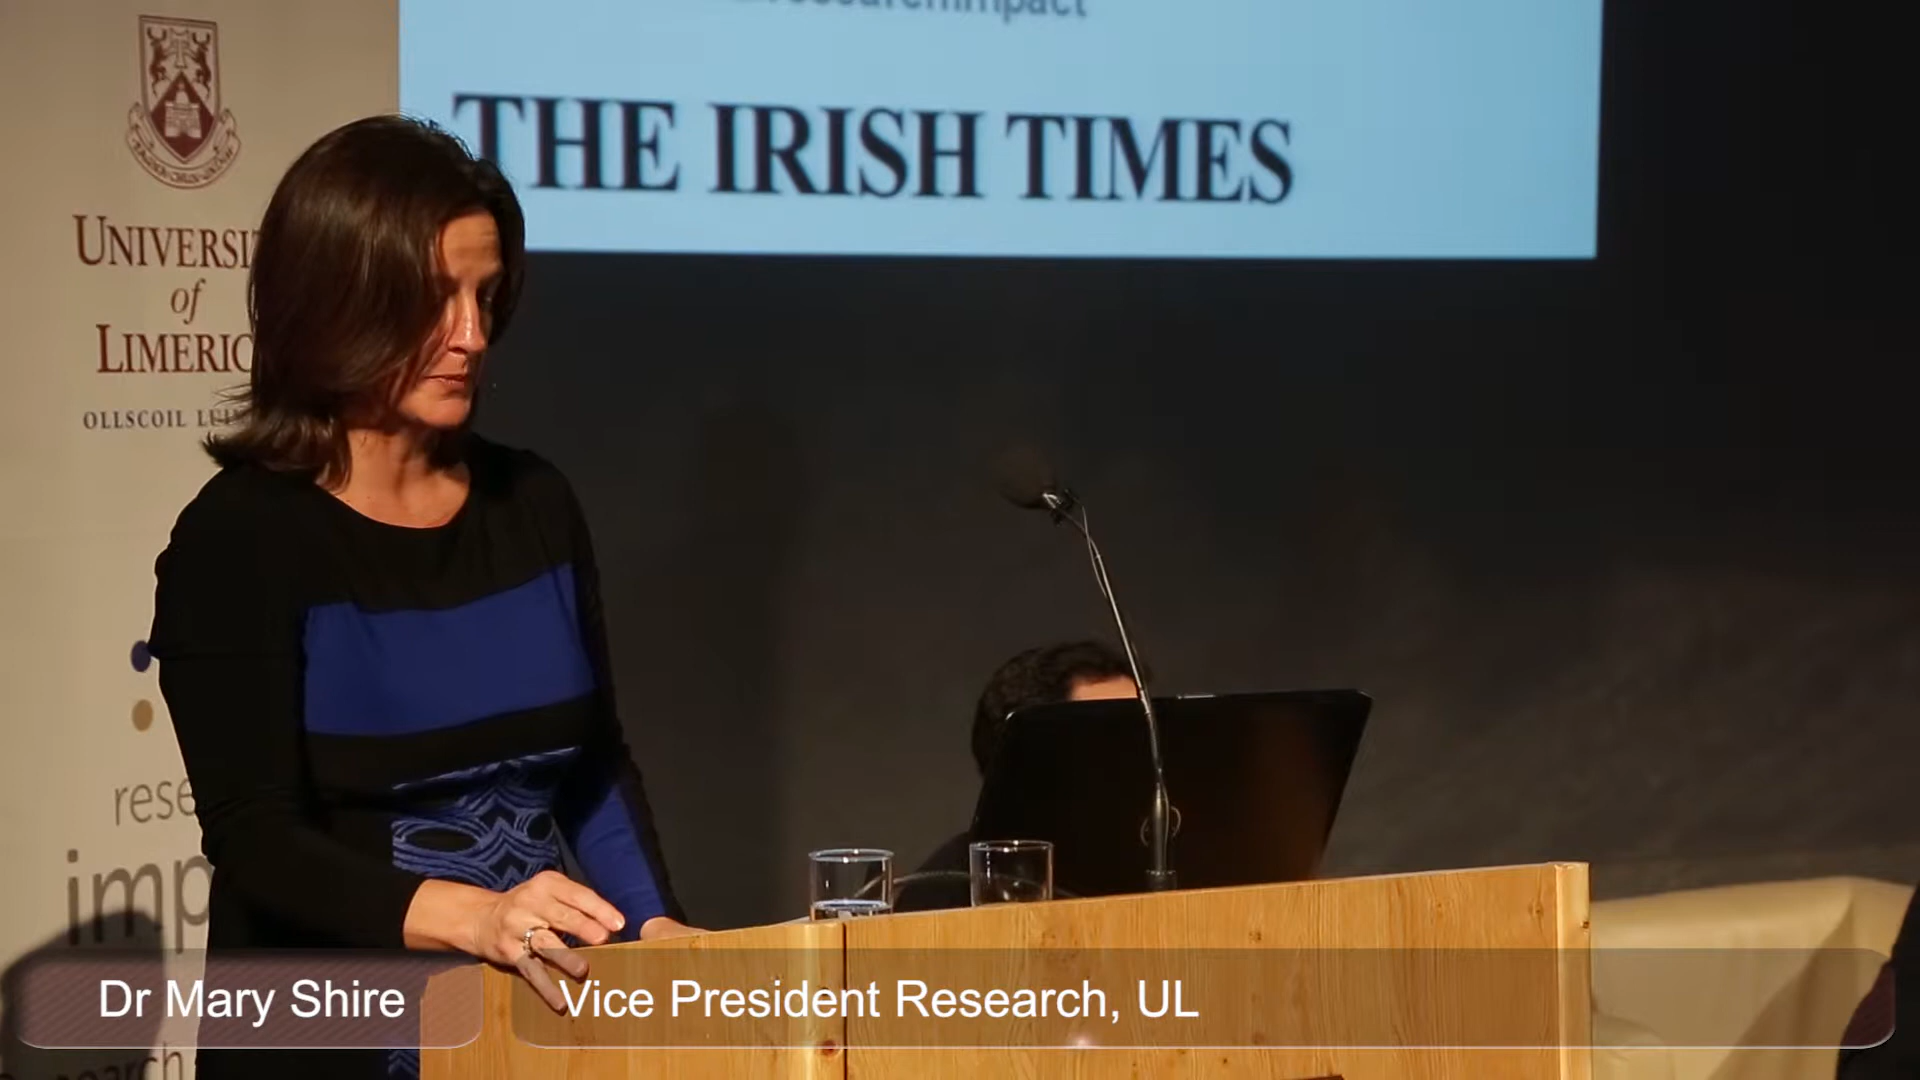 THE IRISH TIMES
UNIVERSI
of
LIMERIC
OLLSCOIL
rese
imp
Dr Mary Shire
Vice President Research, UL